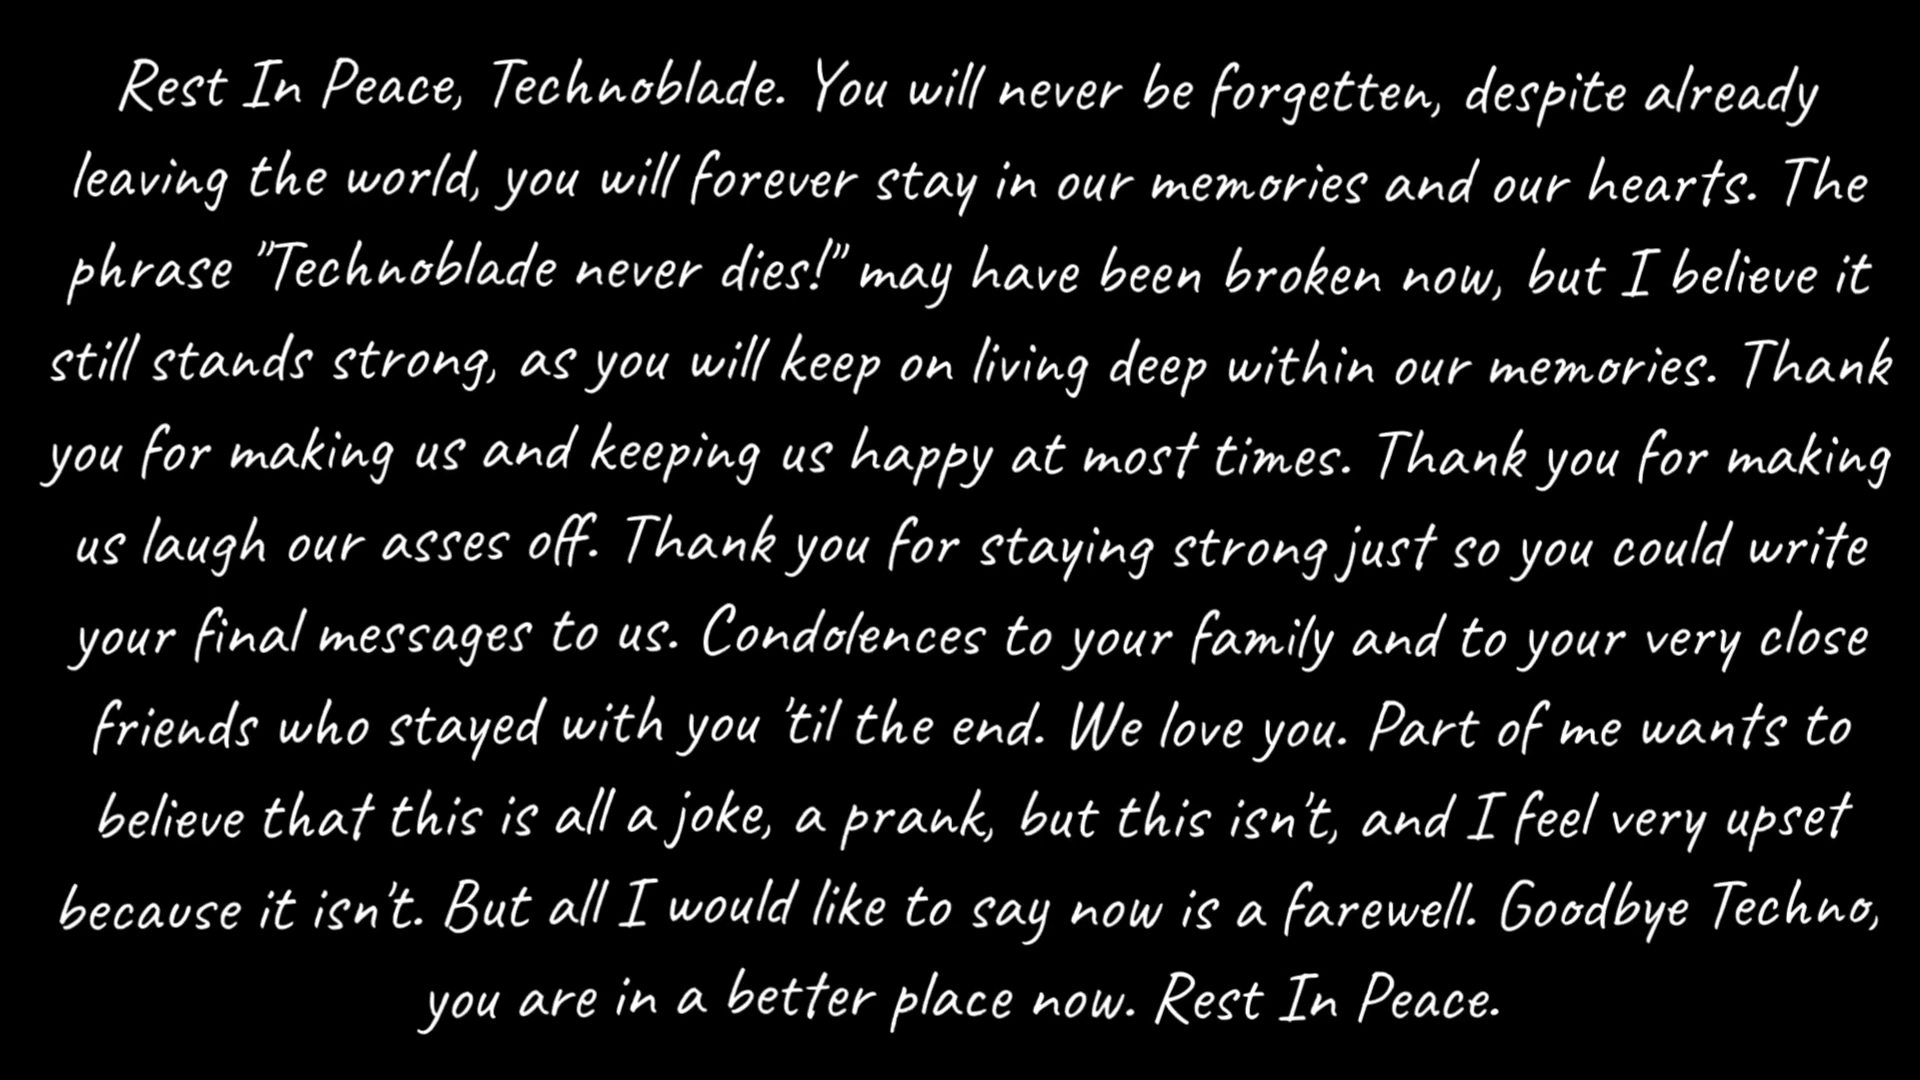 Rest In Peace, Technoblade. You will never be forgetten, despite already
leaving the world, you will forever stay in our memories and our hearts. The
phrase "Technoblade never dies!" may have been broken now, but I believe it
still stands strong, as you will keep on living deep within our memories. Thank
you for making us and keeping us happy at most times. Thank you for making
us laugh our asses off. Thank you for staying strong just so you could write
your final messages to us. Condolences to your family and to your very close
friends who stayed with you 'til the end. We love you. Part of me wants to
believe that this is all a joke, a prank, but this isn't, and I feel very upset
because it isn't. But all I would like to say now is a farewell. Goodbye Techno,
you are in a better place now. Rest In Peace.